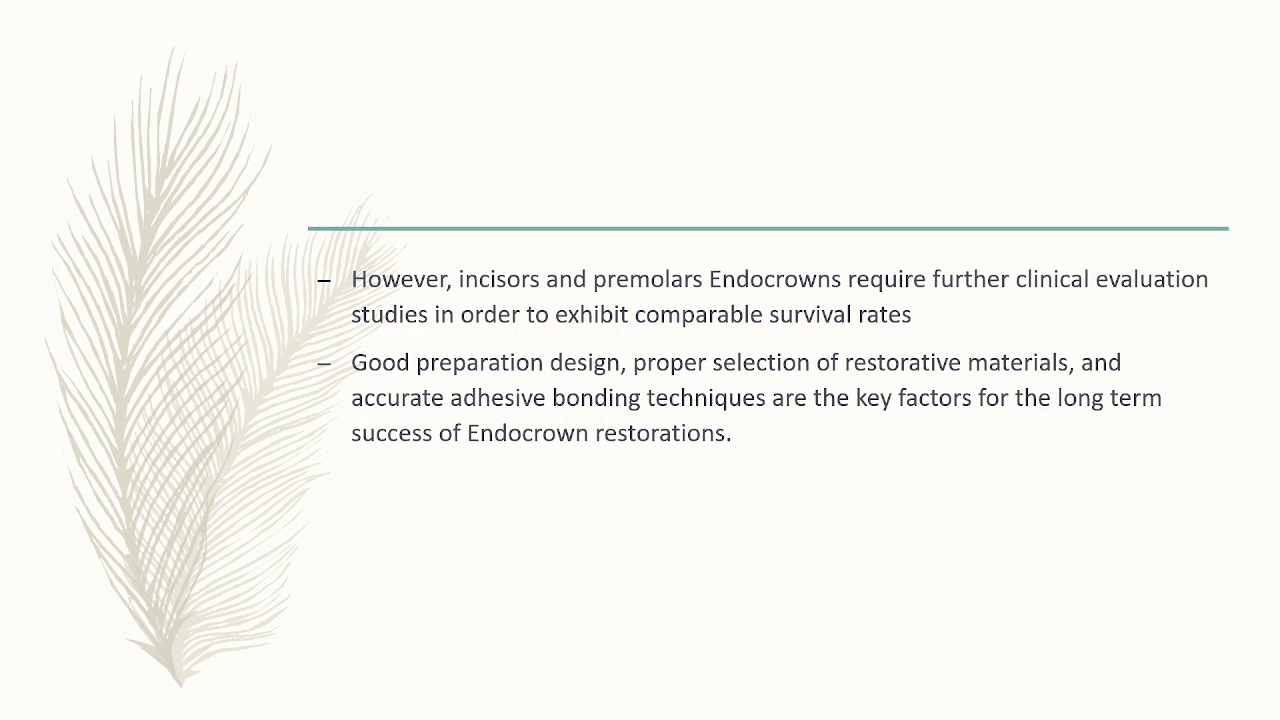 – However, incisors and premolars Endocrowns require further clinical evaluation
studies in order to exhibit comparable survival rates
– Good preparation design, proper selection of restorative materials, and
accurate adhesive bonding techniques are the key factors for the long term
success of Endocrown restorations.